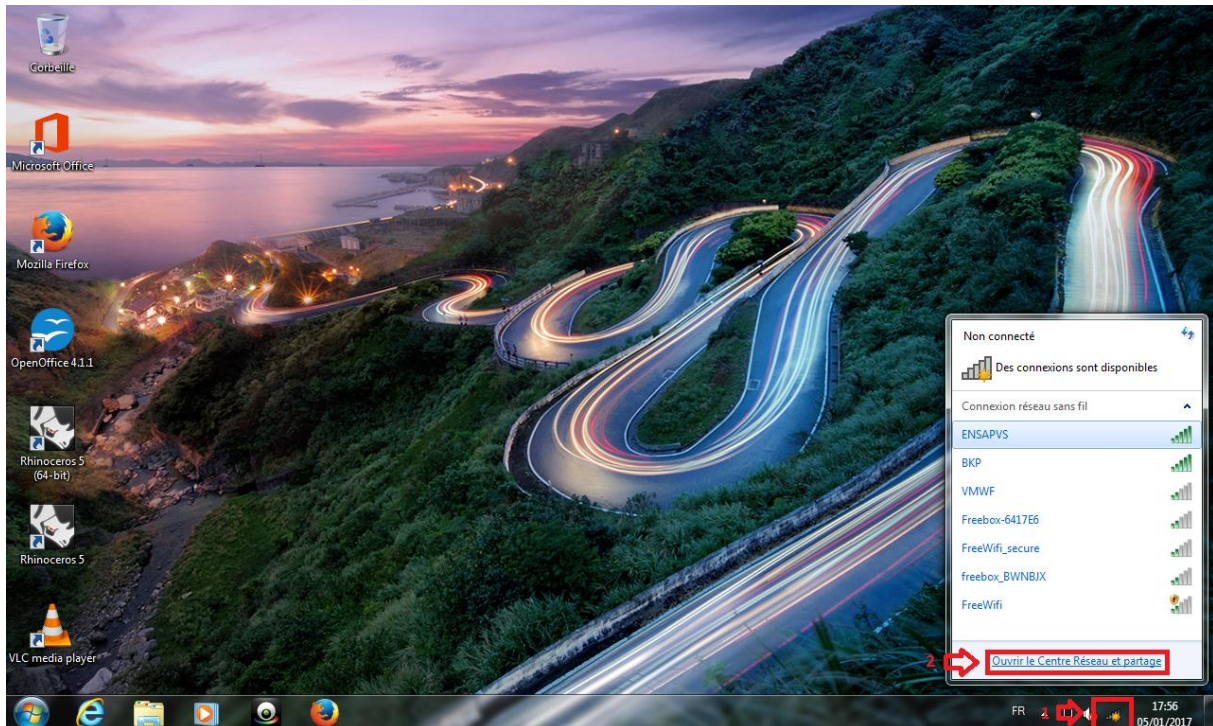 Corbeille
Microsoft Office
Mozilla Firefox
OpenOffice 4.1.1
Rhinoceros 5
(64-bit)
Rhinoceros 5
VLC media player
Non connecté
Des connexions sont disponibles
Connexion réseau sans fil
ENSAPVS
BKP
VMWF
Freebox-6417E6
FreeWifi_secure
freebox_BWNBJX
FreeWifi
2
Ouvrir le Centre Réseau et partage
FR
1
17:56
05/01/2017